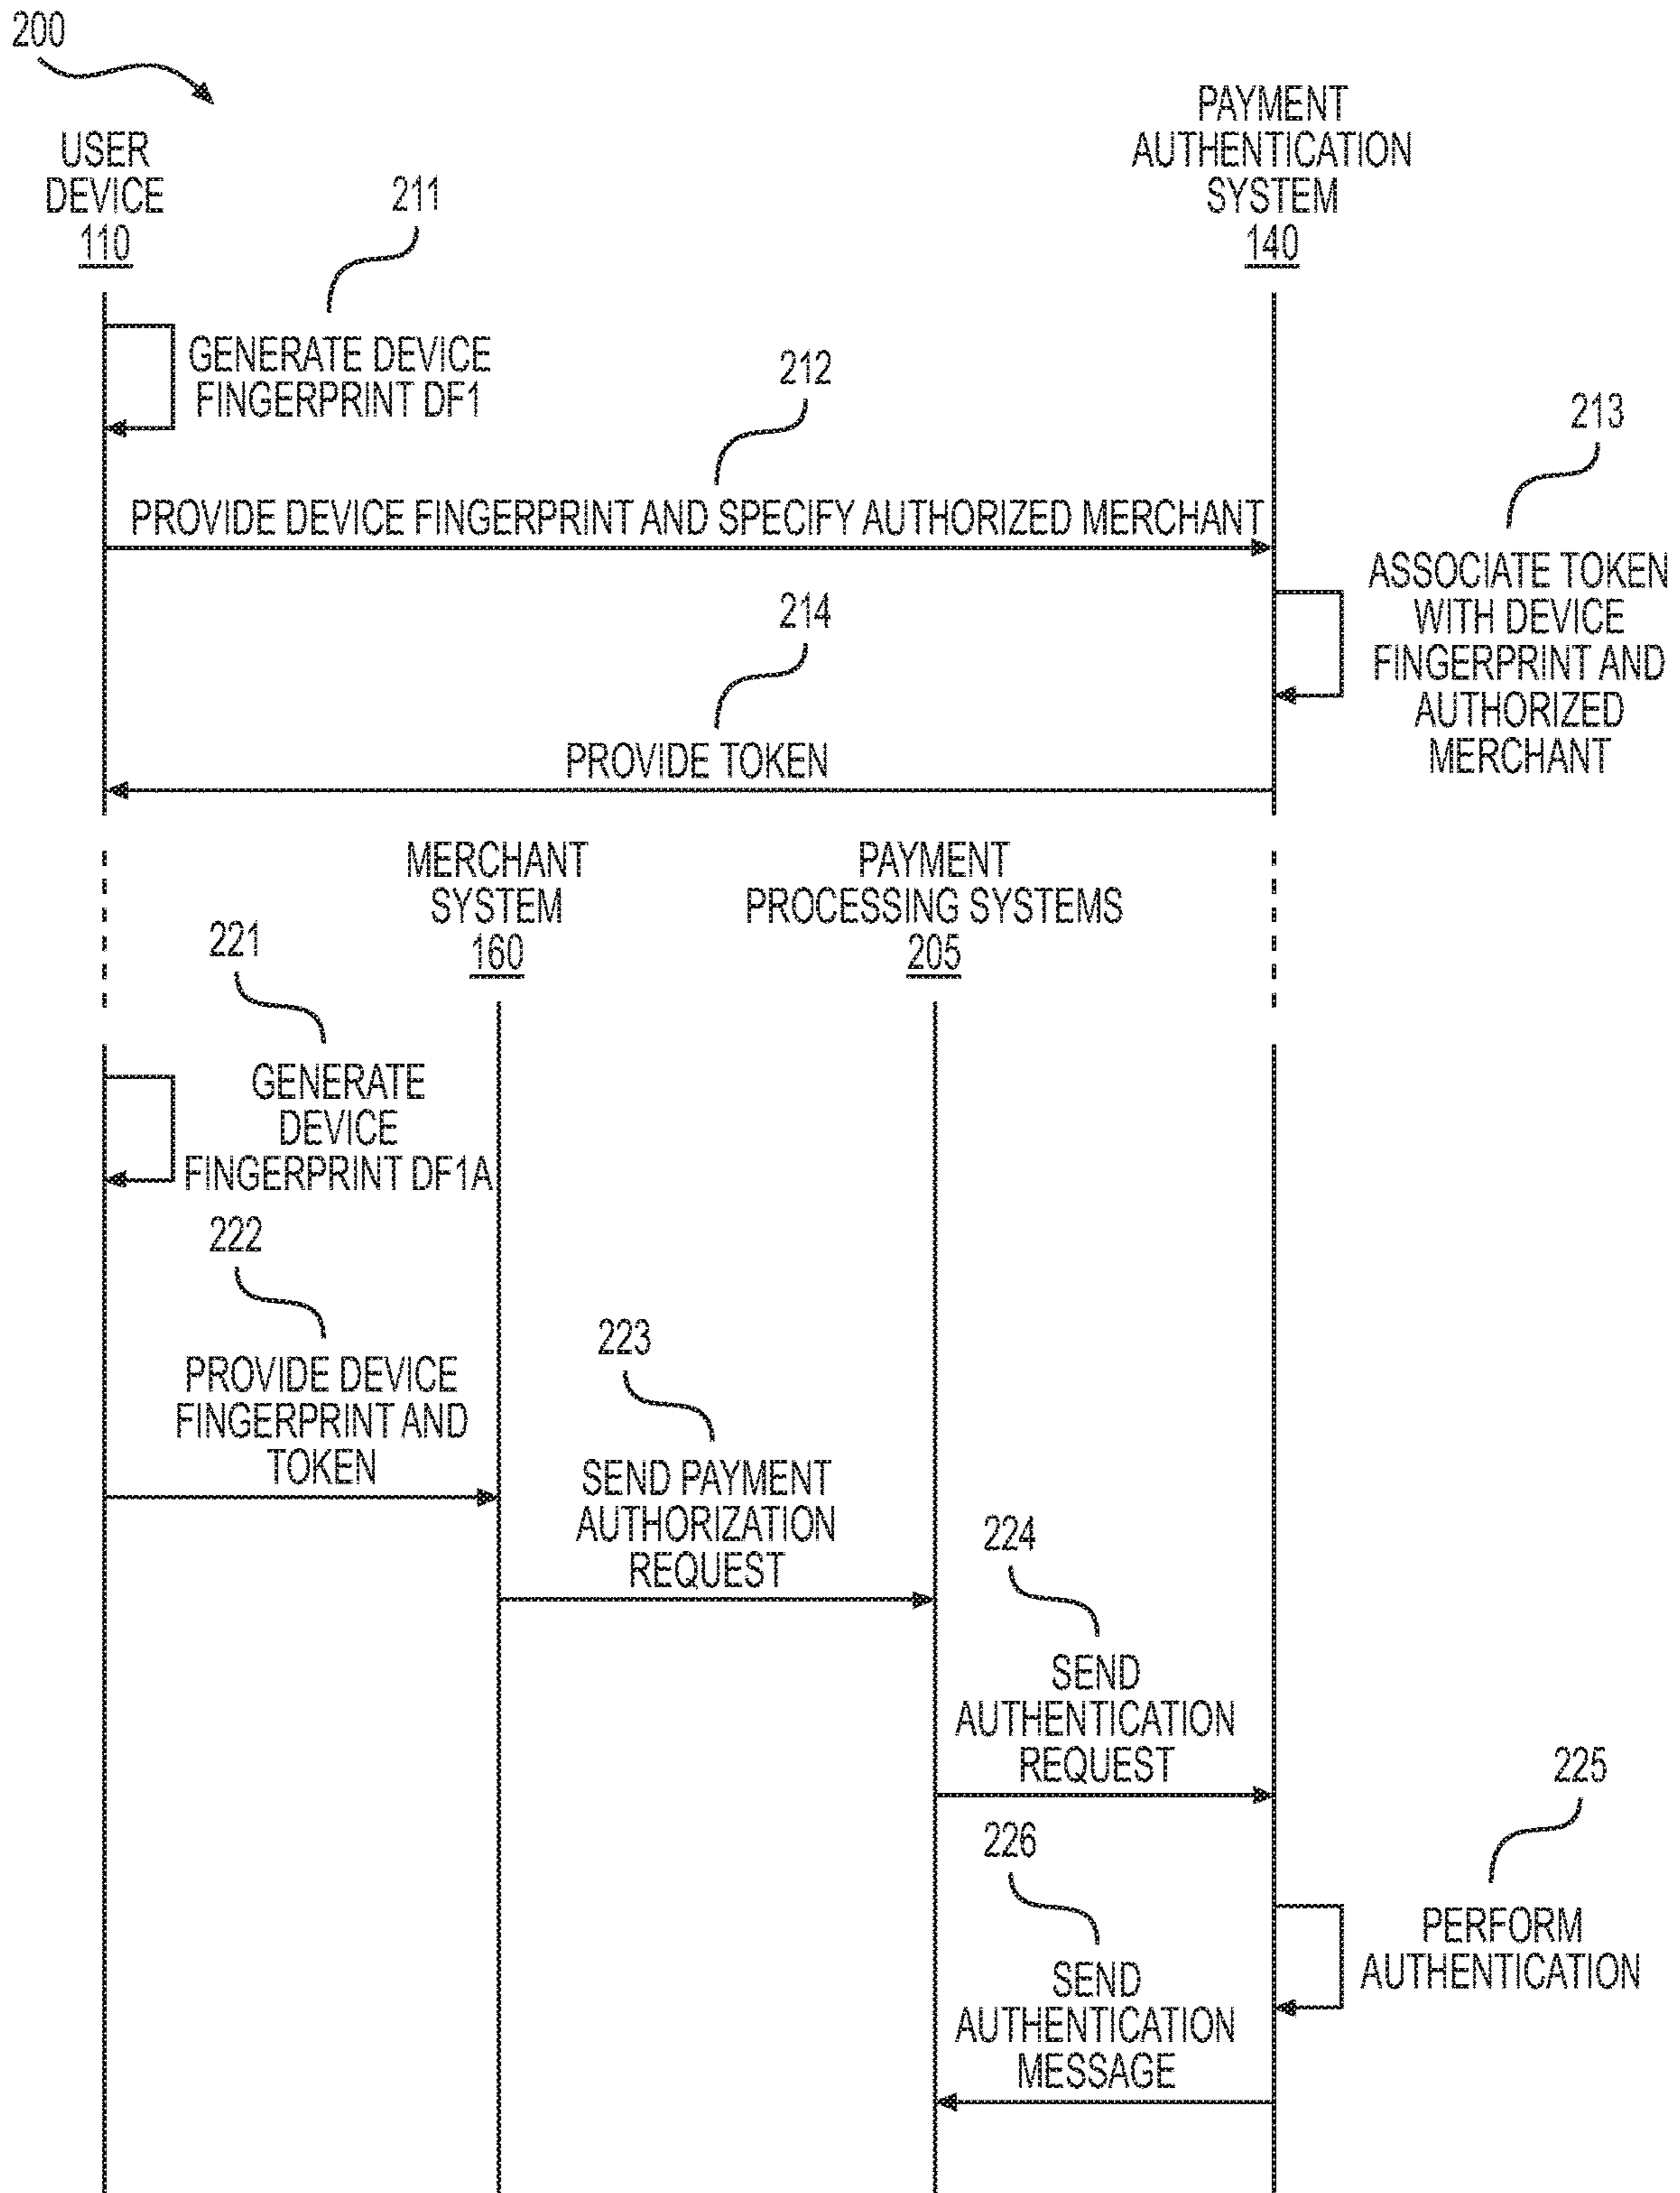 200
USER
DEVICE
110
PAYMENT
AUTHENTICATION
SYSTEM
140
211
GENERATE DEVICE
FINGERPRINT DF1
212
PROVIDE DEVICE FINGERPRINT AND SPECIFY AUTHORIZED MERCHANT
213
ASSOCIATE TOKEN
WITH DEVICE
FINGERPRINT AND
AUTHORIZED
MERCHANT
214
PROVIDE TOKEN
MERCHANT
SYSTEM
160
PAYMENT
PROCESSING SYSTEMS
205
221
GENERATE
DEVICE
FINGERPRINT DF1A
222
PROVIDE DEVICE
FINGERPRINT AND
TOKEN
223
SEND PAYMENT
AUTHORIZATION
REQUEST
224
SEND
AUTHENTICATION
REQUEST
225
PERFORM
AUTHENTICATION
226
SEND
AUTHENTICATION
MESSAGE